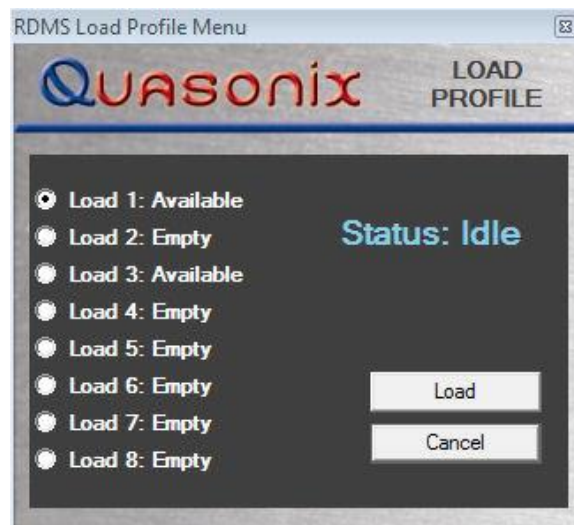 RDMS Load Profile Menu
Quasonix
LOAD
PROFILE
Load 1: Available
Load 2: Empty
Load 3: Available
Load 4: Empty
Load 5: Empty
Load 6: Empty
Load 7: Empty
Load 8: Empty
Status: Idle
Load
Cancel